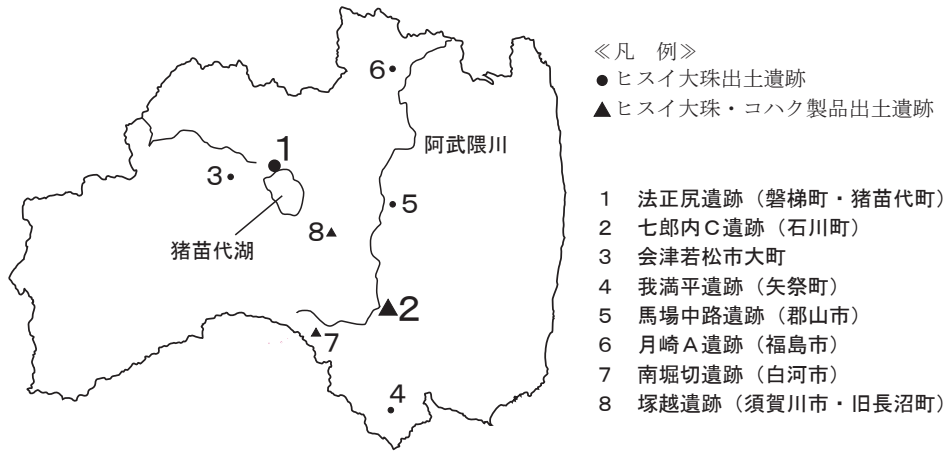 ≪凡 例≫
●ヒスイ大珠出土遺跡
▲ヒスイ大珠・コハク製品出土遺跡
6
阿武隈川
1
3
5
8
猪苗代湖
2
7
4
1 法正尻遺跡（磐梯町・猪苗代町）
2 七郎内C遺跡（石川町）
3 会津若松市大町
4 我満平遺跡（矢祭町）
5 馬場中路遺跡（郡山市）
6 月崎A遺跡（福島市）
7 南堀切遺跡（白河市）
8 塚越遺跡（須賀川市・旧長沼町）